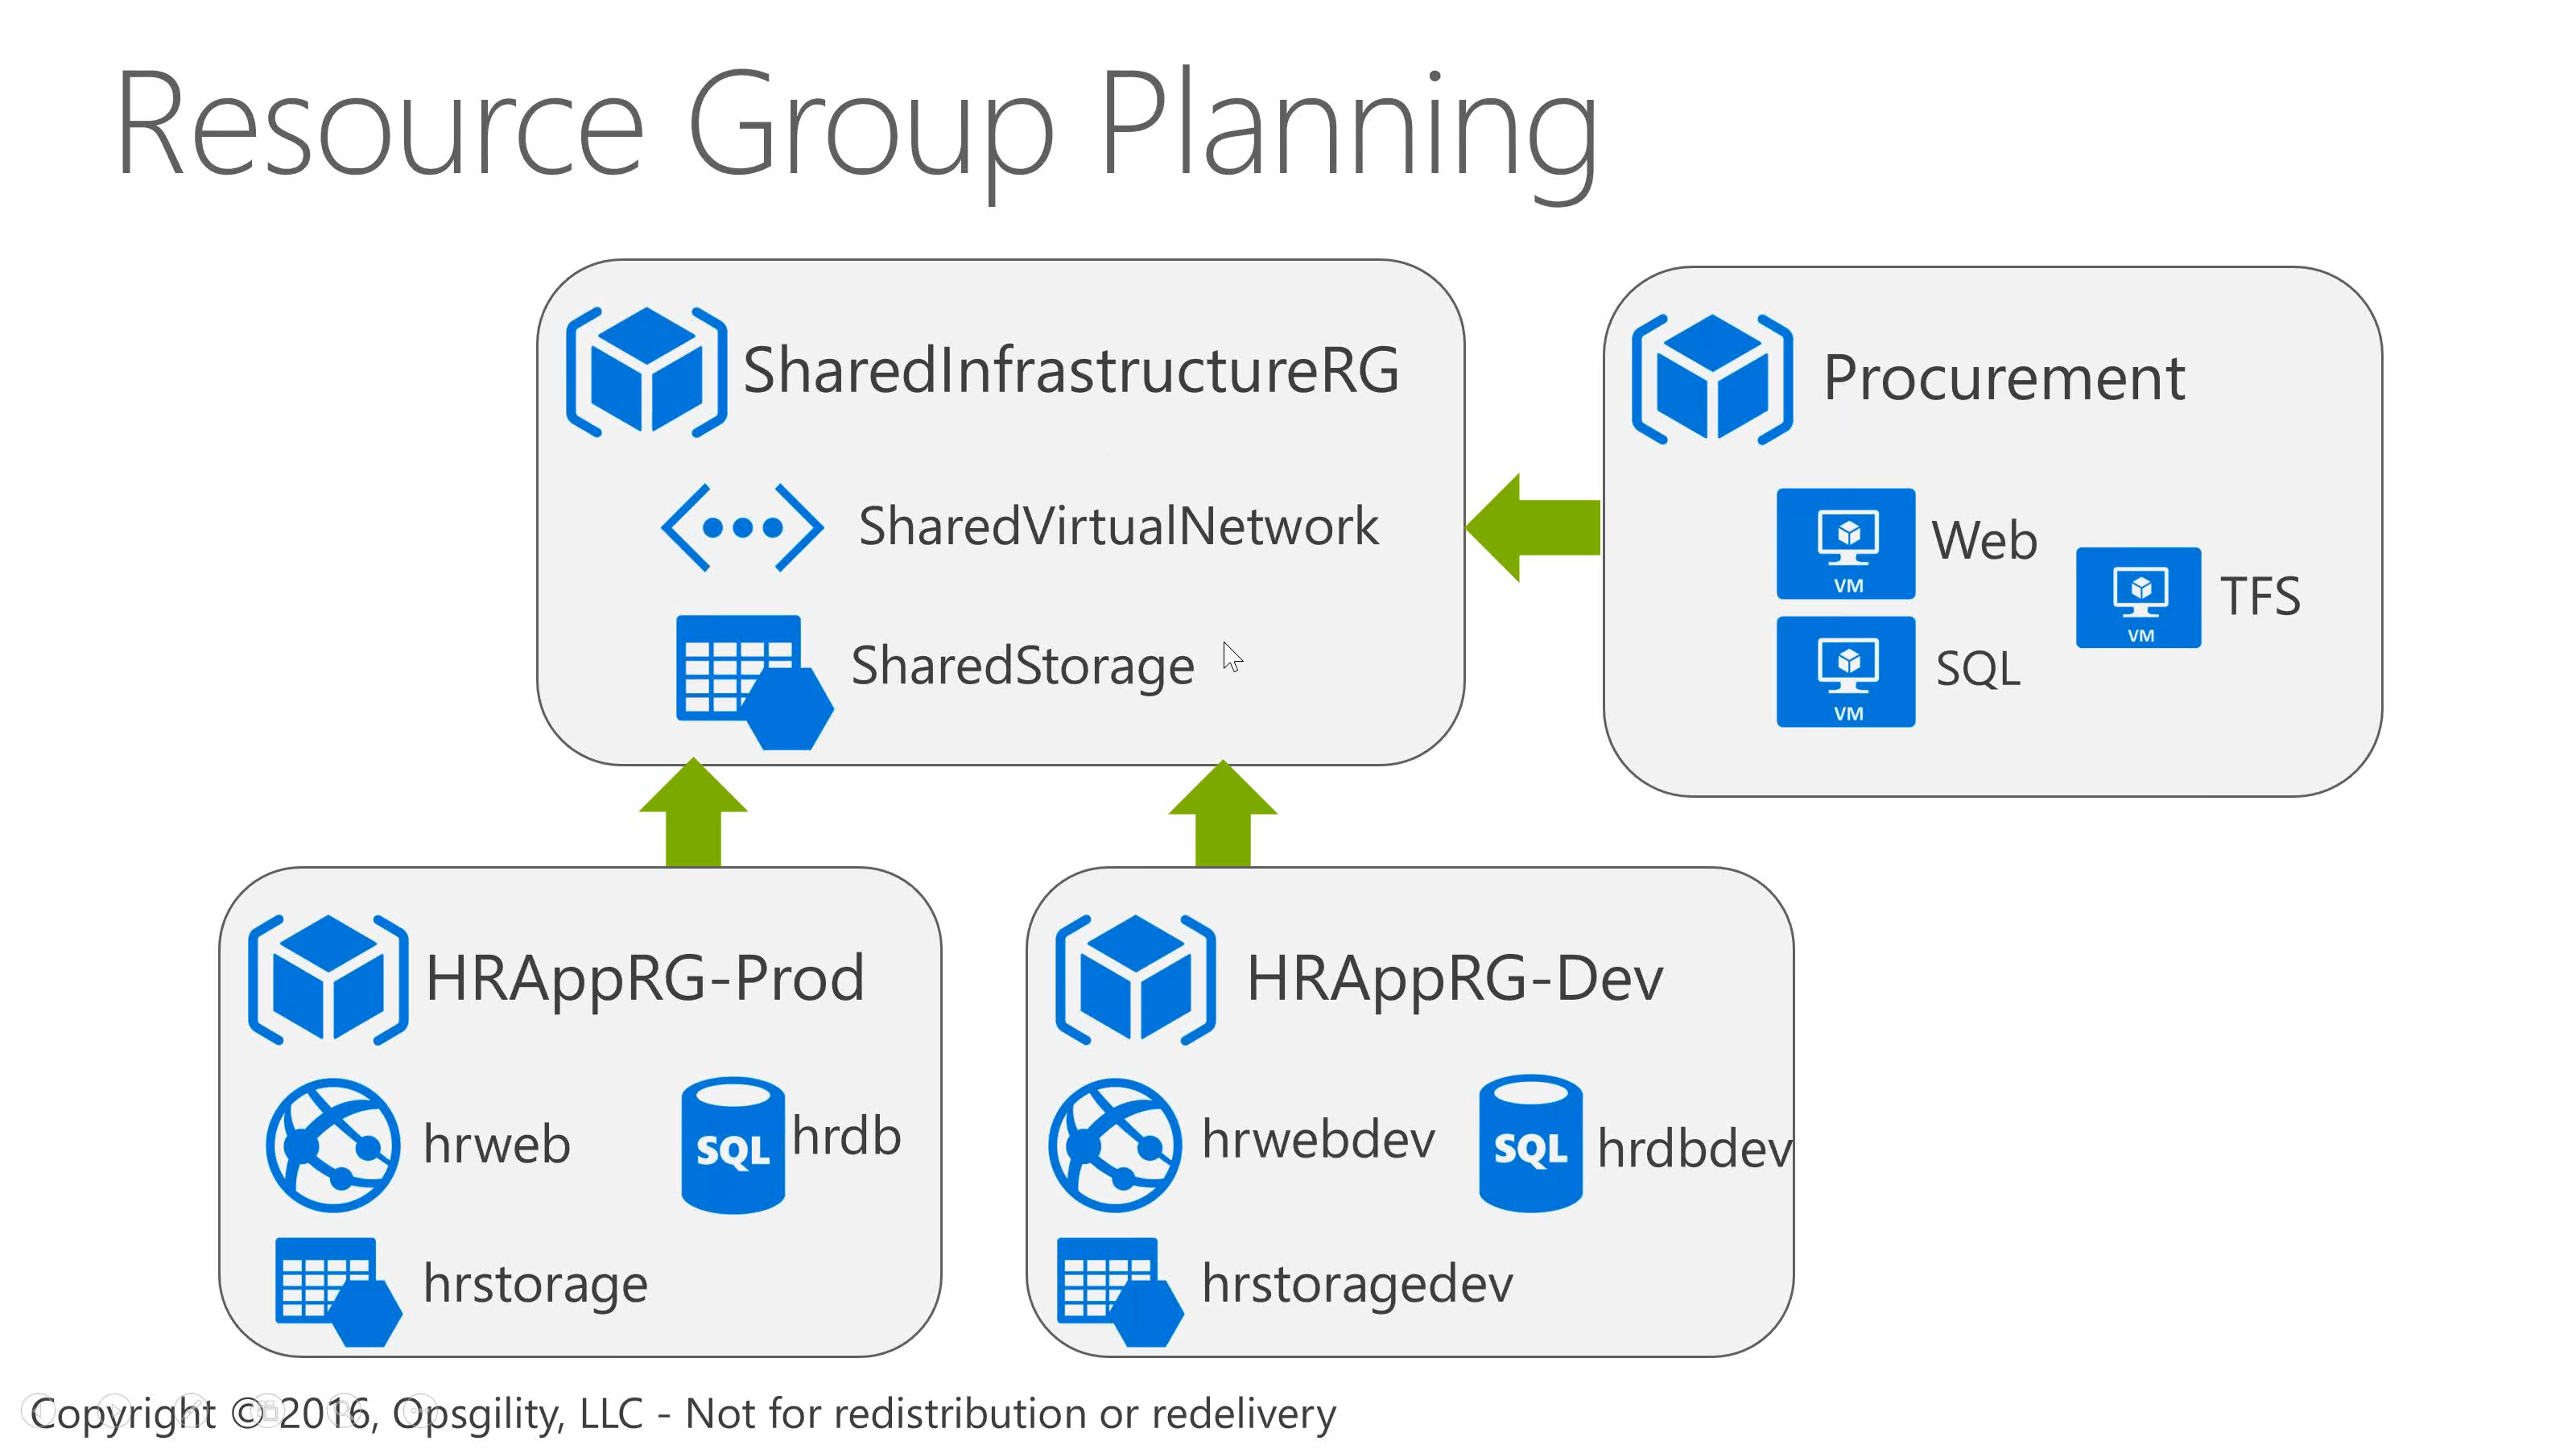 Resource Group Planning
SharedInfrastructureRG
SharedVirtualNetwork
SharedStorage
Procurement
VM
Web
VM
TFS
VM
SQL
HRAppRG-Prod
hrweb
SQL
hrdb
hrstorage
HRAppRG-Dev
hrwebdev
SQL
hrdbdev
hrstoragedev
Copyright © 2016, Opsgility, LLC - Not for redistribution or redelivery